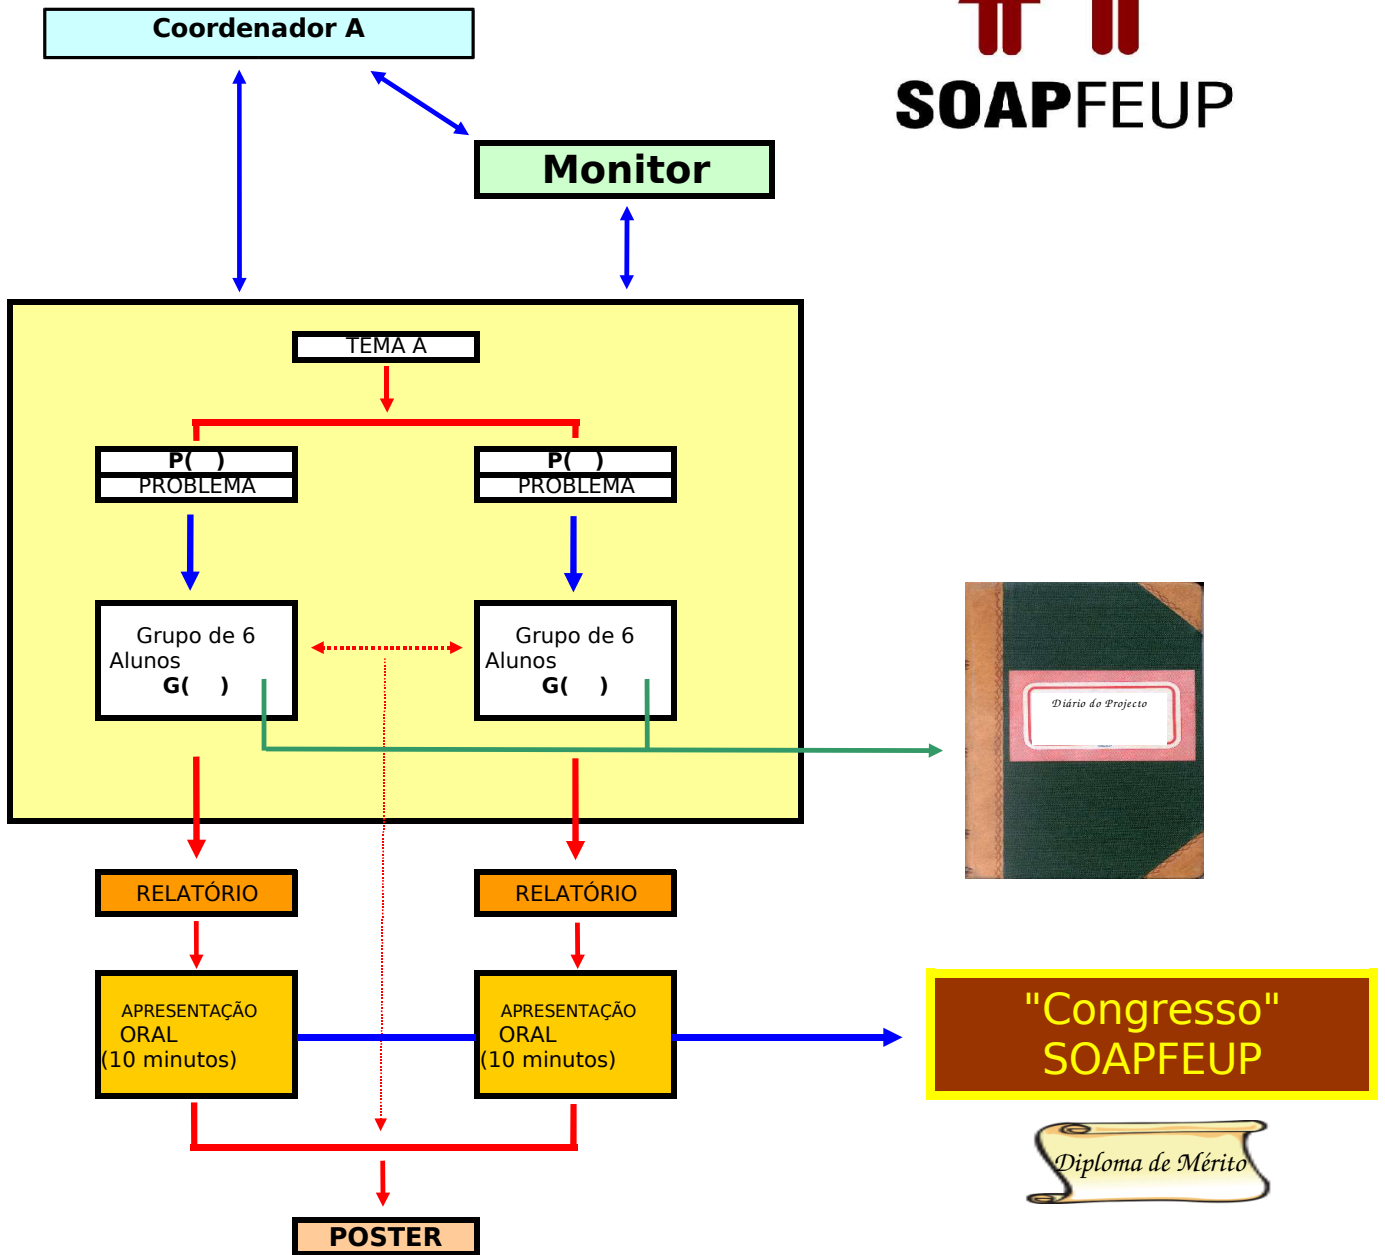 Coordenador A
SOAPFEUP
Monitor
TEMA A
P( )
PROBLEMA
P( )
PROBLEMA
Grupo de 6
Alunos
G( )
Grupo de 6
Alunos
G( )
Diário do Projecto
RELATÓRIO
RELATÓRIO
APRESENTAÇÃO
ORAL
(10 minutos)
APRESENTAÇÃO
ORAL
(10 minutos)
"Congresso"
SOAPFEUP
Diploma de Mérito
POSTER